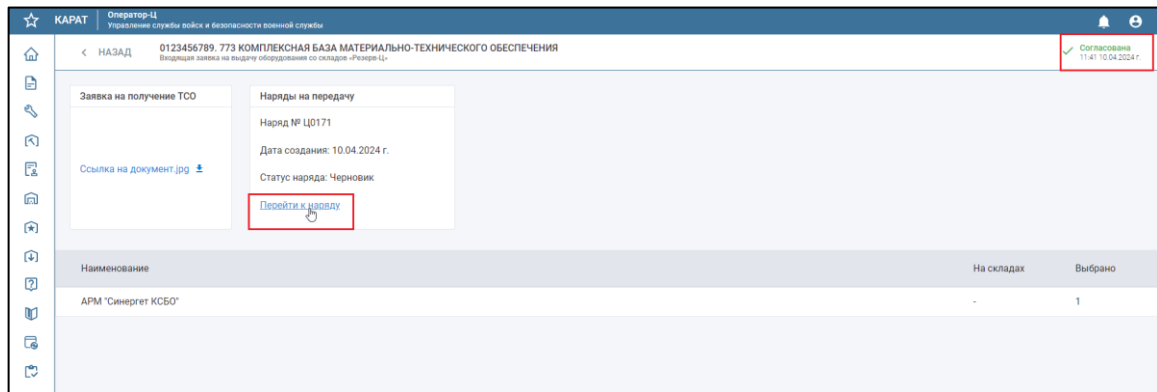 КАРАТ
Оператор-Ц
Управление службы войск и безопасности военной службы
НАЗАД
0123456789. 773 КОМПЛЕКСНАЯ БАЗА МАТЕРИАЛЬНО-ТЕХНИЧЕСКОГО ОБЕСПЕЧЕНИЯ
Входящая заявка на выдачу оборудования со складов «Резерв-Ц»
Согласована
11:41 10.04.2024 г.
Заявка на получение ТСО
Ссылка на документ.jpg
Наряды на передачу
Наряд № Ц0171
Дата создания: 10.04.2024 г.
Статус наряда: Черновик
Перейти к наряду
Наименование На складах Выбрано
АРМ "Синергет КСБО" - 1